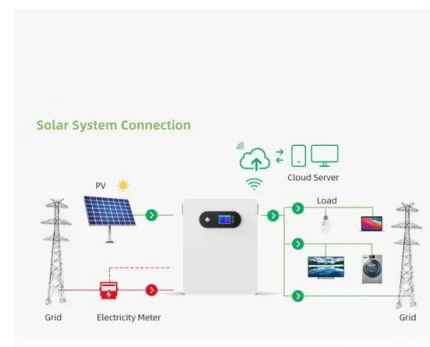 Solar System Connection
Cloud Server
PV
Load
Grid
Electricity Meter
Grid